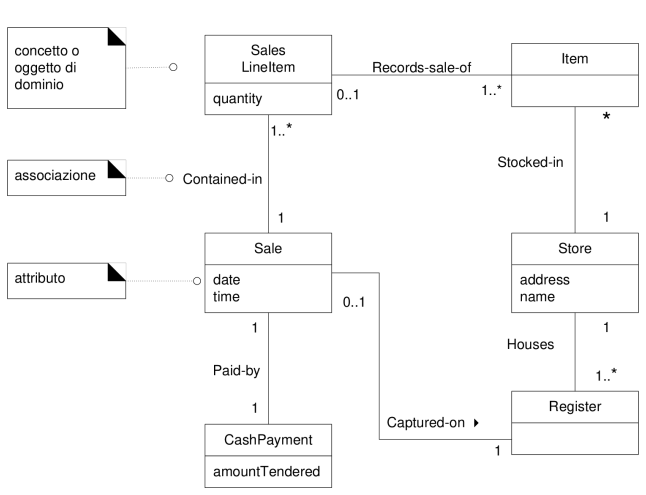 concetto o
oggetto di
dominio
Sales
LineItem
quantity
Records-sale-of
0..1
1..*
Item
1..*
*
associazione
Contained-in
Stocked-in
1
1
attributo
Sale
date
time
0..1
Store
address
name
1
1
Paid-by
Houses
1
1..*
CashPayment
amountTendered
Captured-on
1
Register